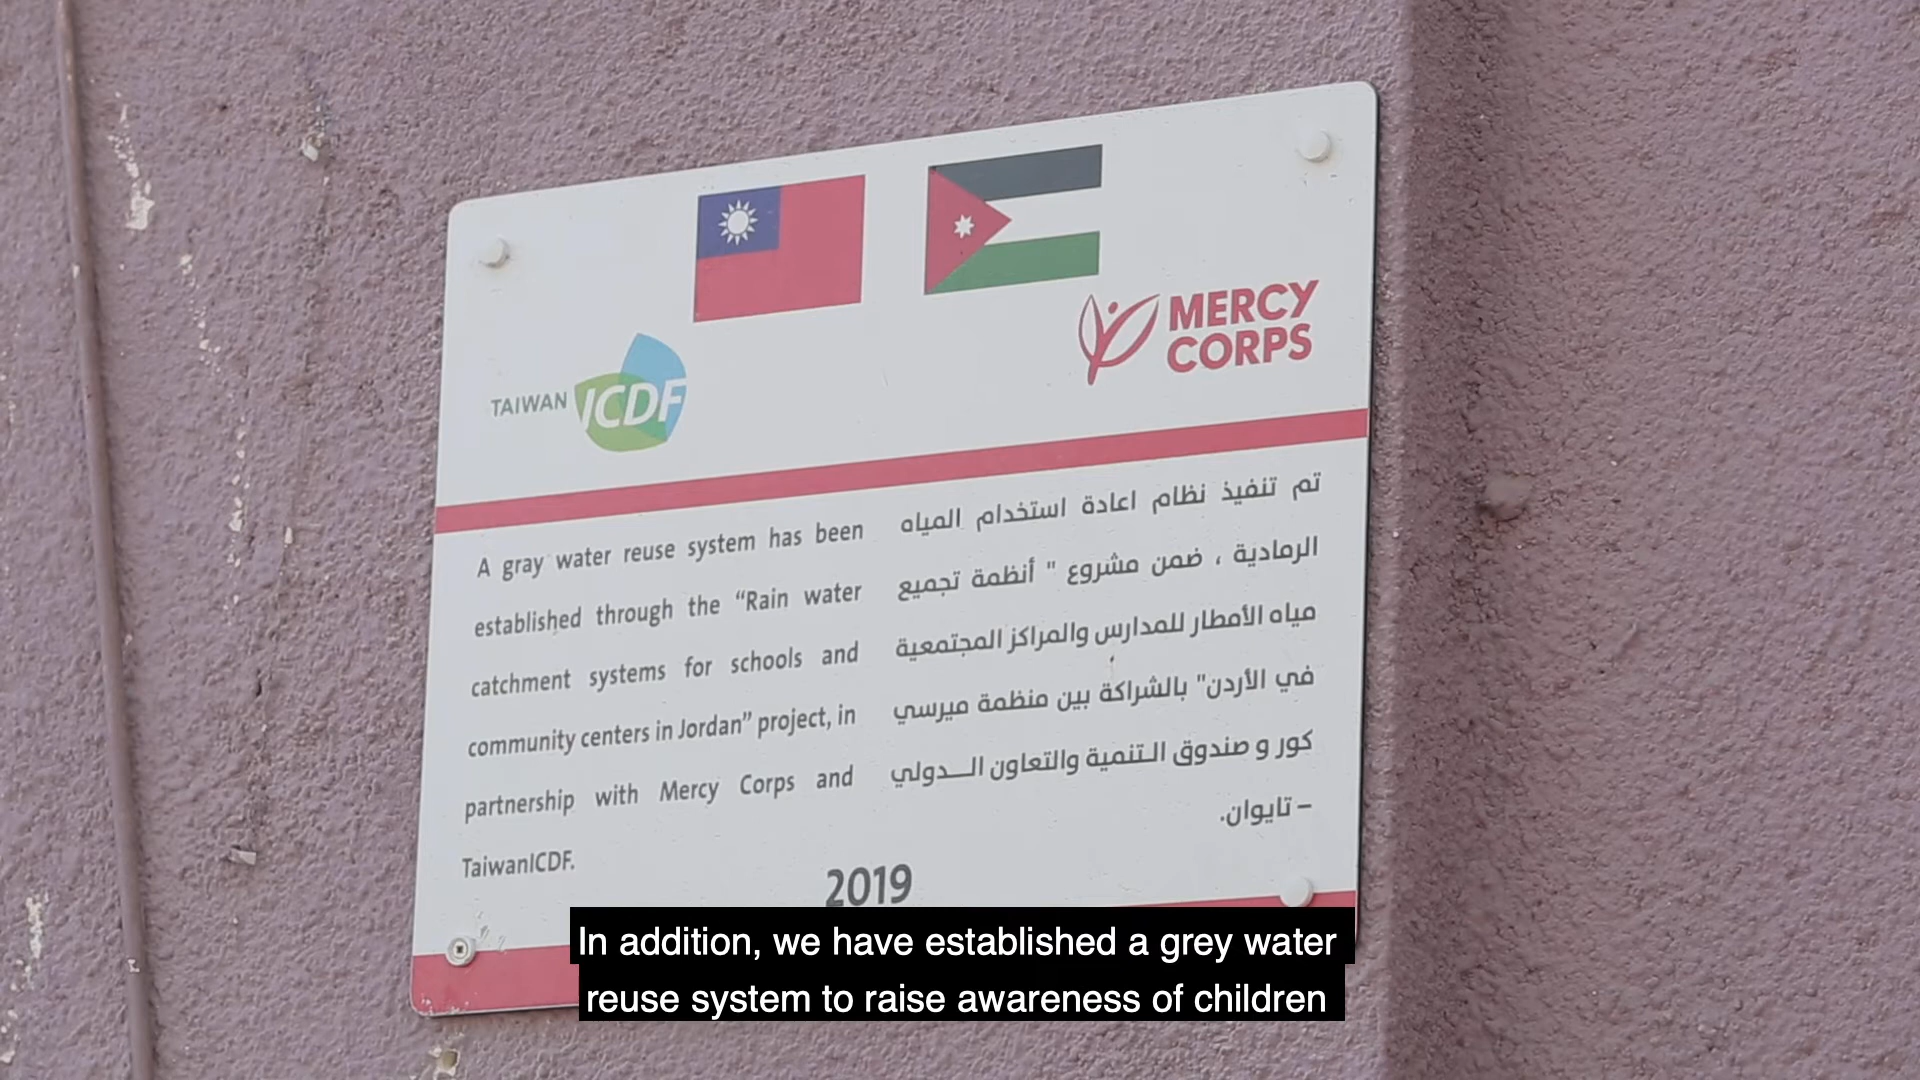 MERCY
CORPS
TAIWAN ICDF
A gray water reuse system has been
established through the “Rain water
catchment systems for schools and
community centers in Jordan” project, in
partnership with Mercy Corps and
TaiwanICDF.
تم تنفيذ نظام اعادة استخدام المياه
الرمادية ، ضمن مشروع " أنظمة تجميع
مياه الأمطار للمدارس والمراكز المجتمعية
في الأردن" بالشراكة بين منظمة ميرسي
كور و صندوق التنمية والتعاون الـــدولي
– تايوان.
2019
In addition, we have established a grey water
reuse system to raise awareness of children